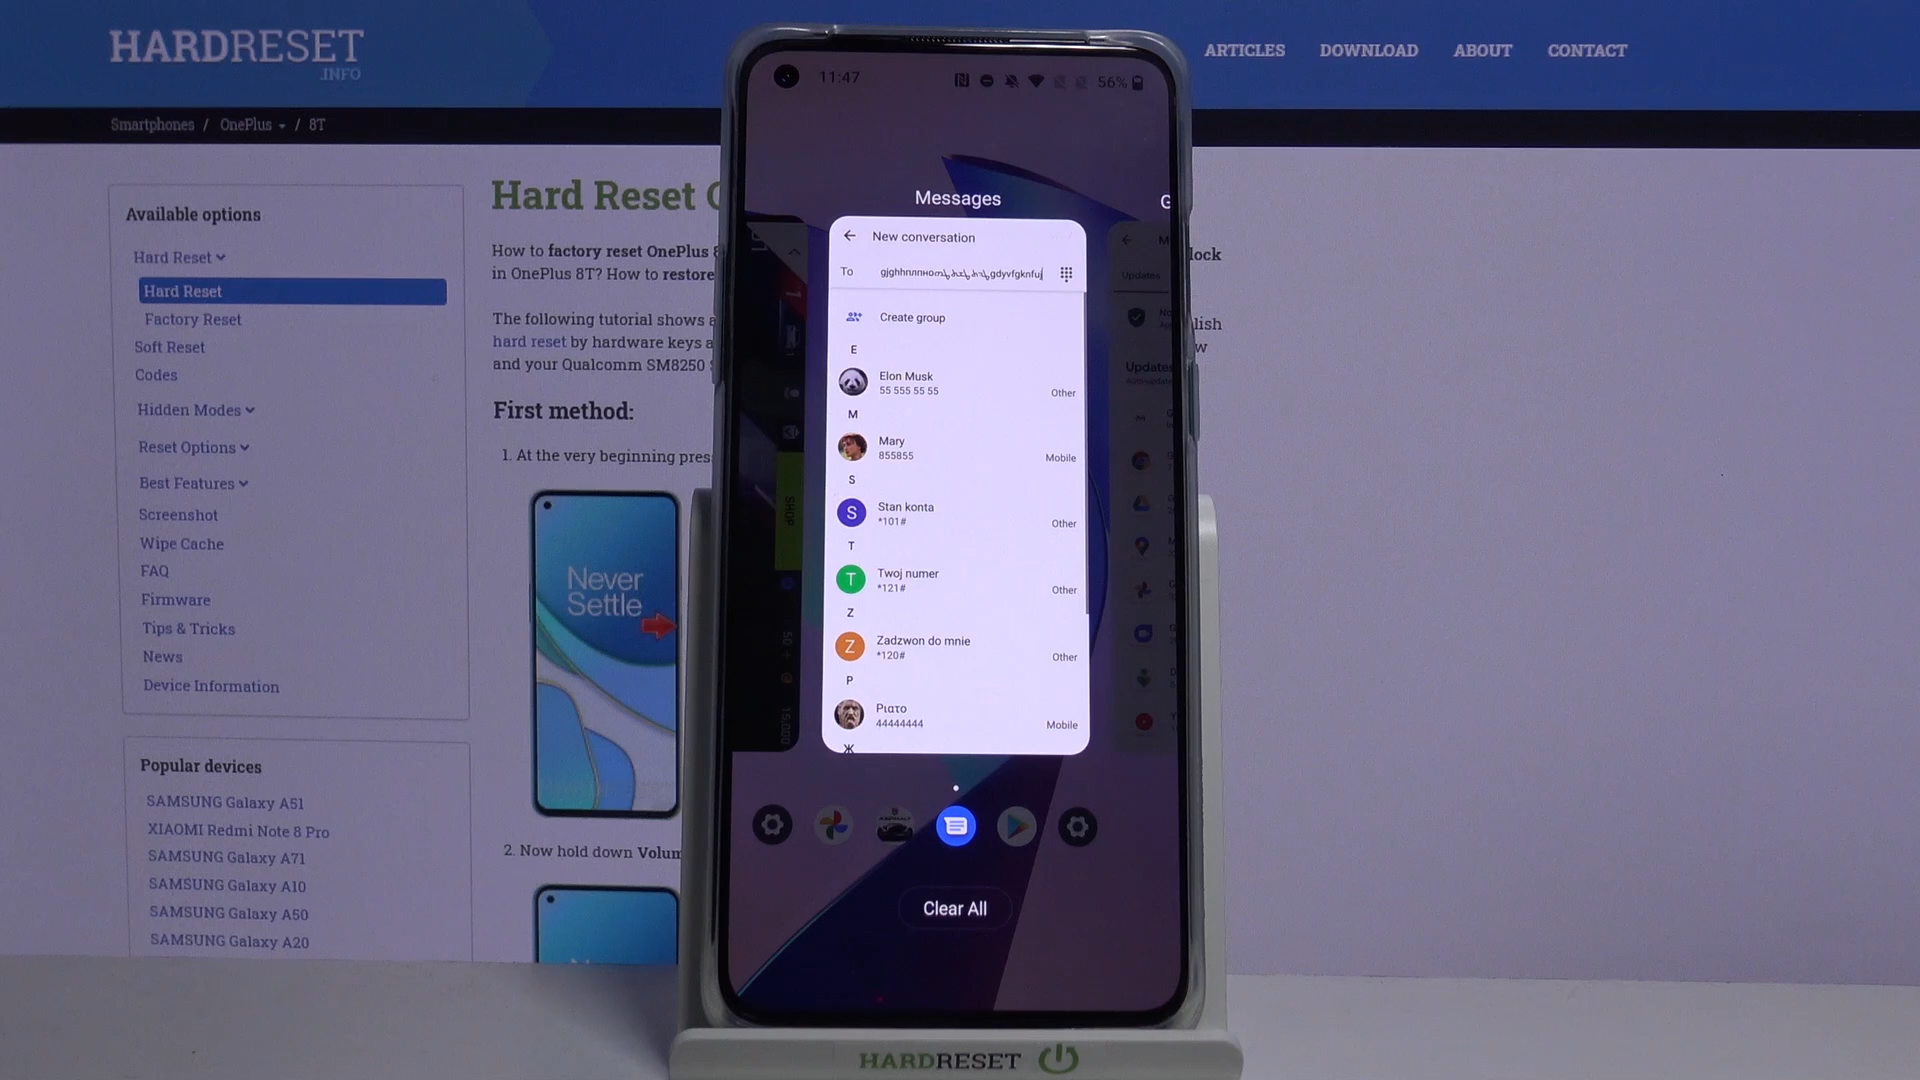 HARDRESET
.INFO
ARTICLES DOWNLOAD ABOUT CONTACT
Smartphones / OnePlus / 8T
Available options
Hard Reset
Hard Reset
Factory Reset
Soft Reset
Codes
Hidden Modes
Reset Options
Best Features
Screenshot
Wipe Cache
FAQ
Firmware
Tips & Tricks
News
Device Information
Popular devices
SAMSUNG Galaxy A51
XIAOMI Redmi Note 8 Pro
SAMSUNG Galaxy A71
SAMSUNG Galaxy A10
SAMSUNG Galaxy A50
SAMSUNG Galaxy A20
Hard Reset
How to factory reset OnePlus
in OnePlus 8T? How to restore
The following tutorial shows
hard reset by hardware keys
and your Qualcomm SM8250
First method:
1. At the very beginning
Never
Settle
2. Now hold down
11:47 56%
Messages
New conversation
To
Create group
E
Elon Musk
55 555 55 55 Other
M
Mary
855855 Mobile
S
S Stan konta
*101# Other
T
T Twoj numer
*121# Other
Z
Z Zadzwon do mnie
*120# Other
P
Ριατο
44444444 Mobile
Ж
Updates
Updates
SHOP
15,000
Clear All
HARDRESET